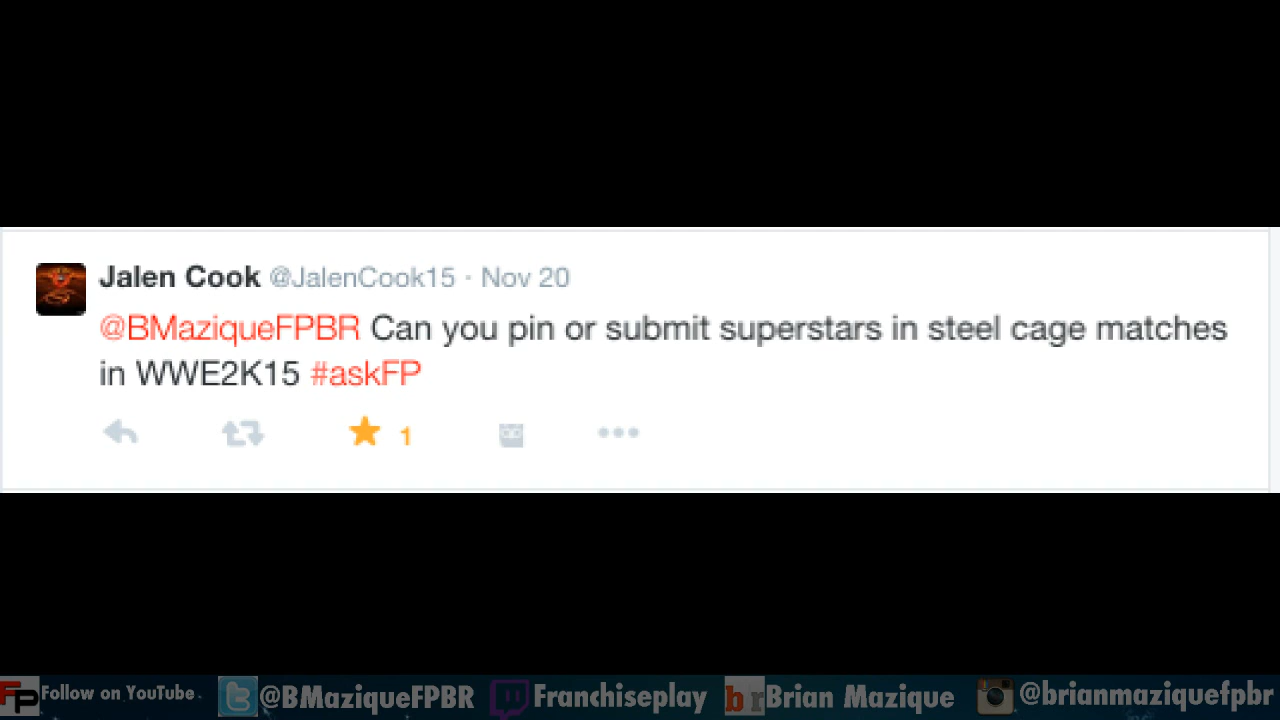 Jalen Cook @JalenCook15 · Nov 20
@BMaziqueFPBR Can you pin or submit superstars in steel cage matches
in WWE2K15 #askFP
1
FP Follow on YouTube @BMaziqueFPBR Franchiseplay br Brian Mazique @brianmaziquefpbr